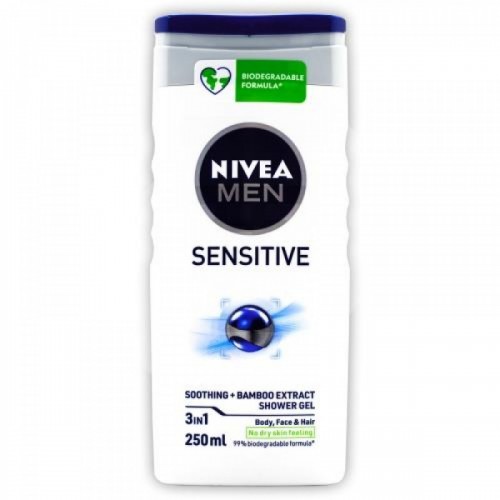 BIODEGRADABLE
FORMULA*
NIVEA
MEN
SENSITIVE
SOOTHING + BAMBOO EXTRACT
SHOWER GEL
3IN1
Body, Face & Hair
No dry skin feeling
250ml
99% biodegradable formula*